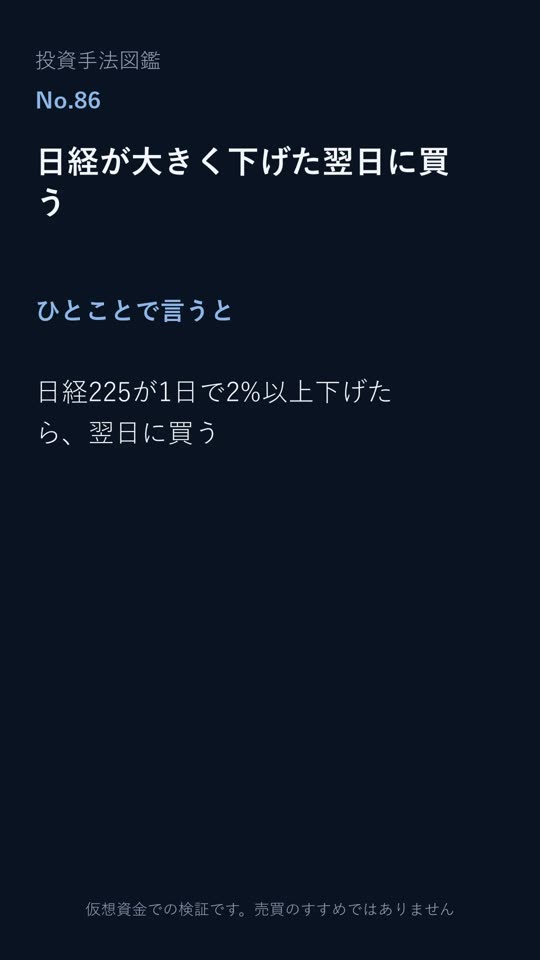 投資手法図鑑
No.86
日経が大きく下げた翌日に買
う
ひとことで言うと
日経225が1日で2%以上下げた
ら、翌日に買う
仮想資金での検証です。売買のすすめではありません